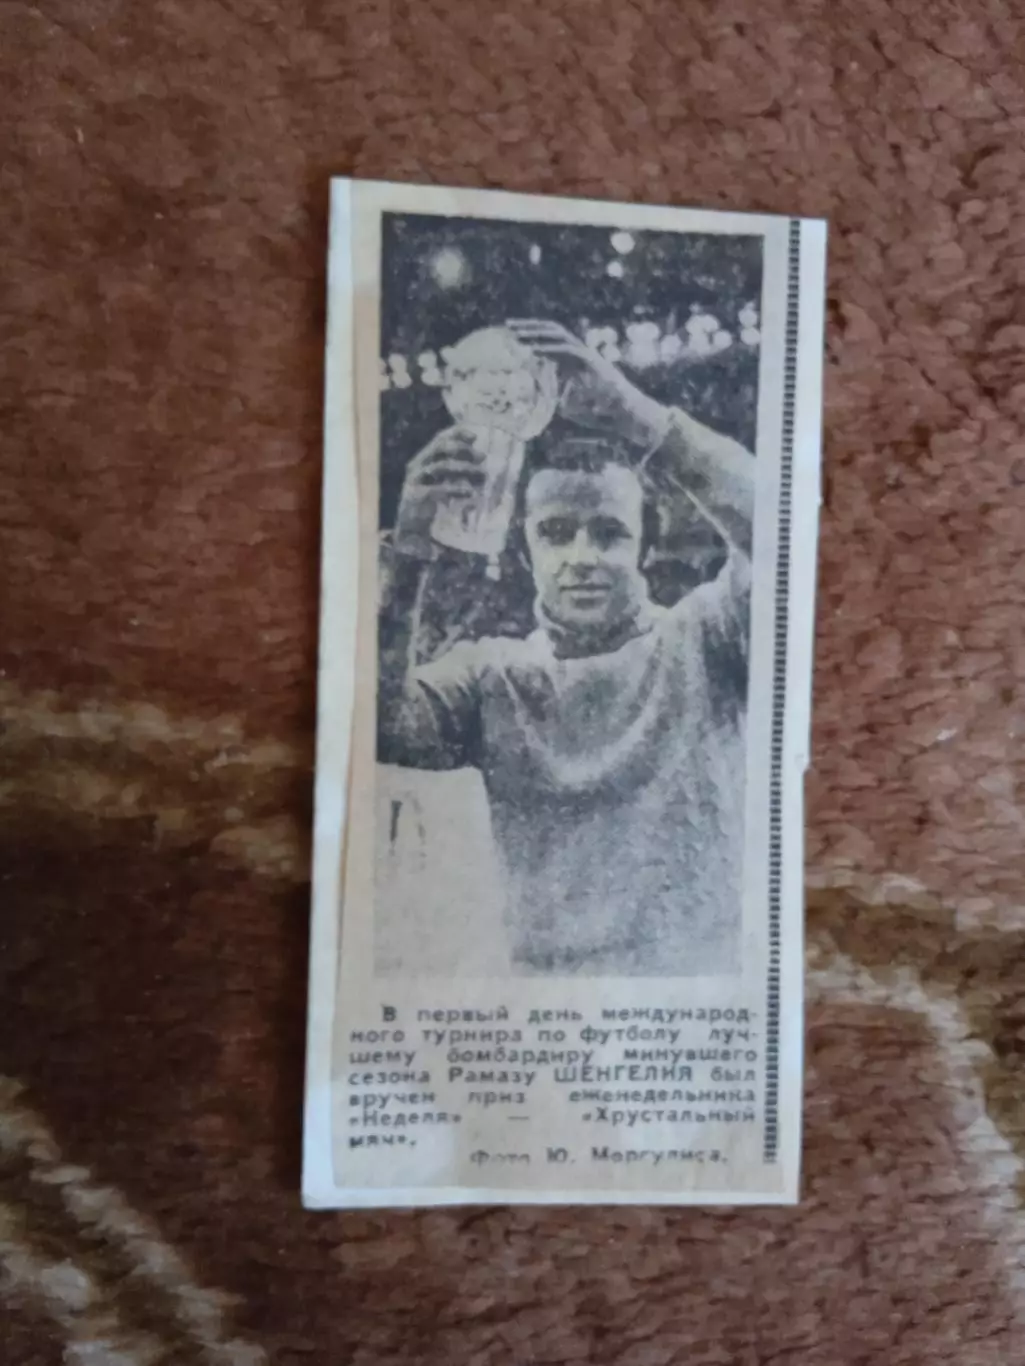 В первый день международ-
ного турнира по футболу луч-
шему бомбардиру минувшего
сезона Рамазу ШЕНГЕЛИЯ был
вручен приз еженедельника
«Неделя» — «Хрустальный
мяч».
Фото Ю. Моргулиса.